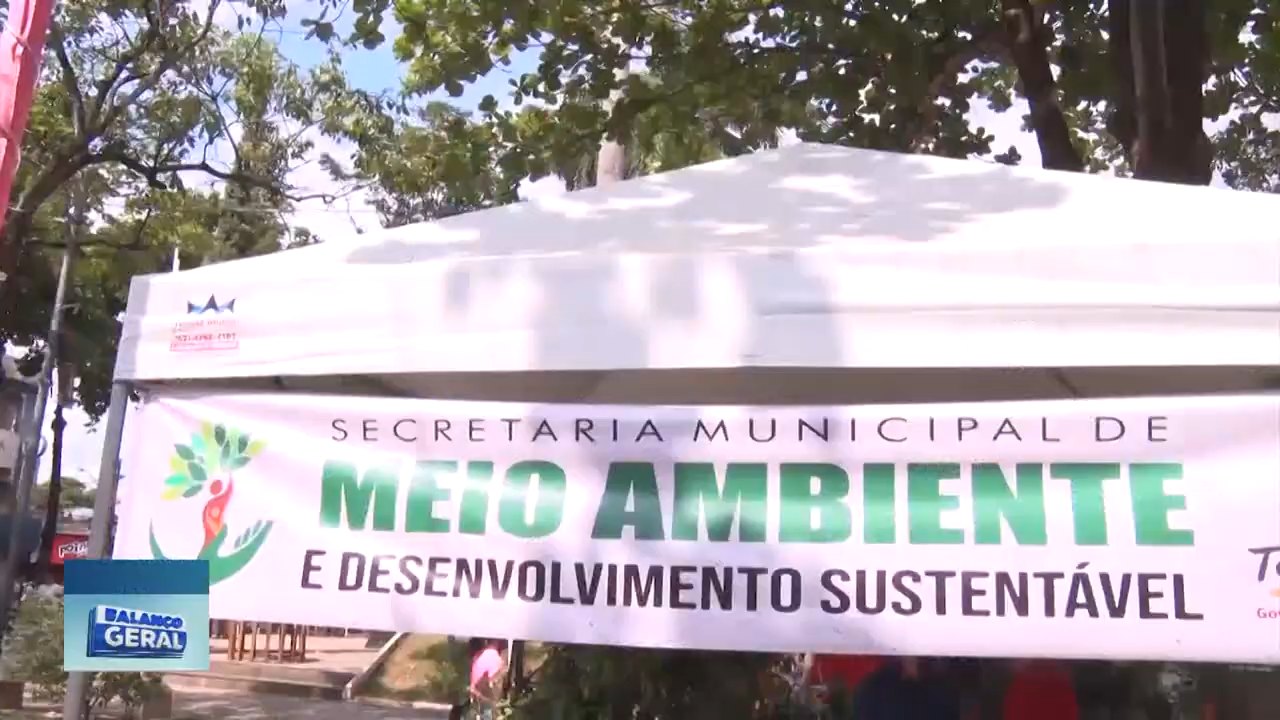 SECRETARIA MUNICIPAL DE
MEIO AMBIENTE
E DESENVOLVIMENTO SUSTENTÁVEL
BALANÇO
GERAL